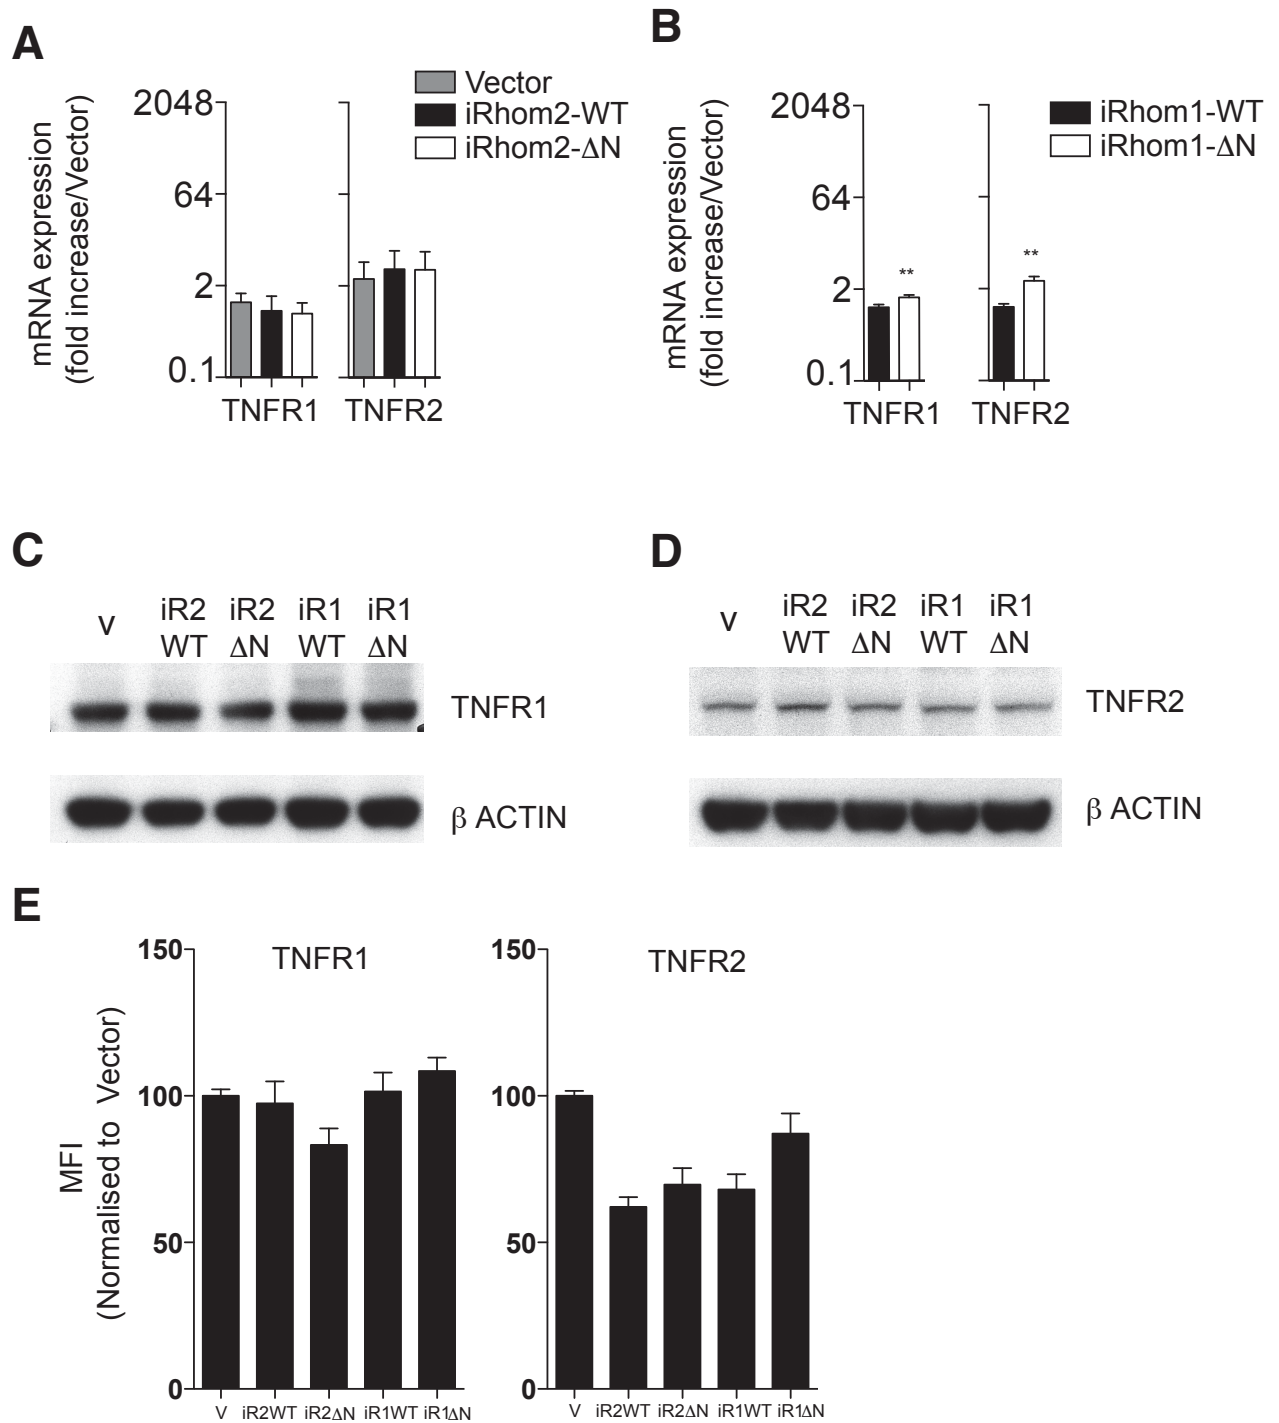 A
mRNA expression
(fold increase/Vector)
2048
64
2
0.1
TNFR1
TNFR2
Vector
iRhom2-WT
iRhom2-ΔN
B
mRNA expression
(fold increase/Vector)
2048
64
2
0.1
**
**
TNFR1
TNFR2
iRhom1-WT
iRhom1-ΔN
C
V
iR2 WT
iR2 ΔN
iR1 WT
iR1 ΔN
TNFR1
β ACTIN
D
V
iR2 WT
iR2 ΔN
iR1 WT
iR1 ΔN
TNFR2
β ACTIN
E
MFI
(Normalised to Vector)
TNFR1
150
100
50
0
V iR2WT iR2ΔN iR1WT iR1ΔN
TNFR2
150
100
50
0
V iR2WT iR2ΔN iR1WT iR1ΔN